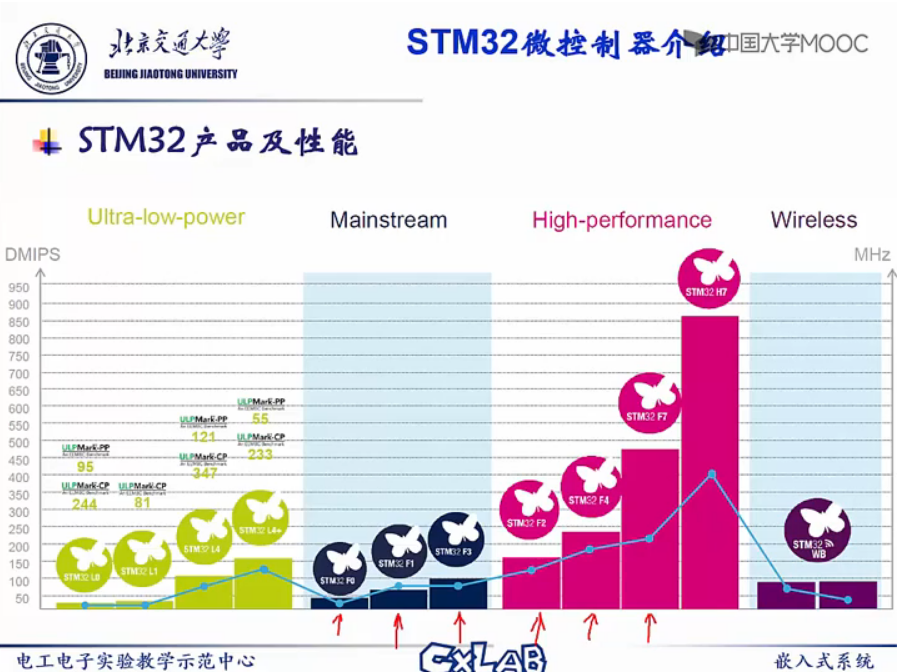 北京交通大学
BEIJING JIAOTONG UNIVERSITY
STM32微控制器介绍
中国大学MOOC
STM32产品及性能
Ultra-low-power
Mainstream
High-performance
Wireless
DMIPS
MHz
950
900
850
800
750
700
650
600
550
500
450
400
350
300
250
200
150
100
50
ULPMark-PP
95
ULPMark-CP
244
ULPMark-CP
81
ULPMark-PP
121
ULPMark-CP
347
ULPMark-PP
55
ULPMark-CP
233
STM32 L0
STM32 L1
STM32 L4
STM32 L4+
STM32 F0
STM32 F1
STM32 F3
STM32 F2
STM32 F4
STM32 F7
STM32 H7
STM32
WB
电工电子实验教学示范中心
CXLAB
嵌入式系统